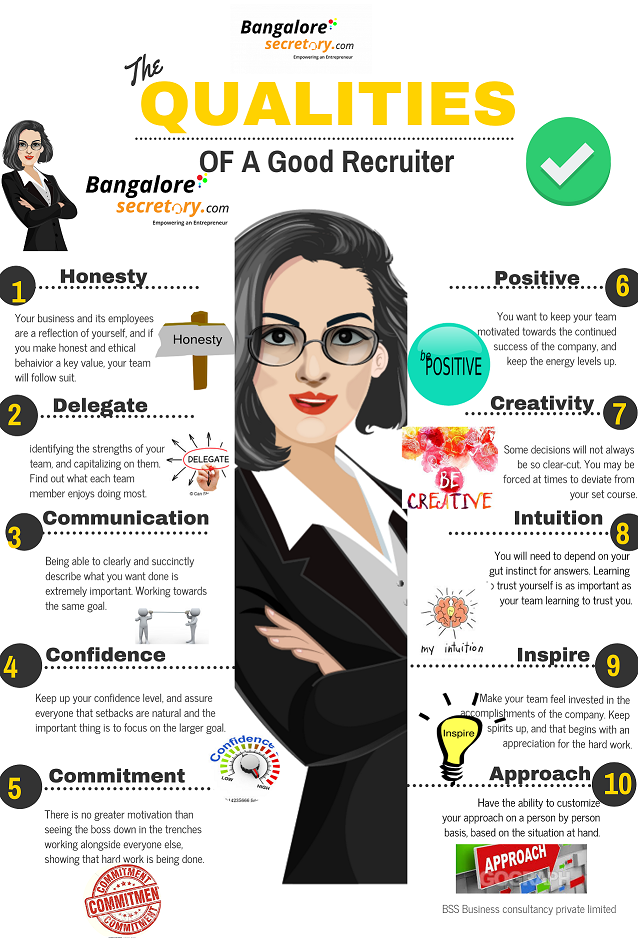 Bangalore
secretory.com
Empowering an Entrepreneur
The
QUALITIES
OF A Good Recruiter
Bangalore
secretory.com
Empowering an Entrepreneur
1
Honesty
Your business and its employees
are a reflection of yourself, and if
you make honest and ethical
behaivior a key value, your team
will follow suit.
Honesty
2
Delegate
identifying the strengths of your
team, and capitalizing on them.
Find out what each team
member enjoys doing most.
DELEGATE
3
Communication
Being able to clearly and succinctly
describe what you want done is
extremely important. Working towards
the same goal.
4
Confidence
Keep up your confidence level, and assure
everyone that setbacks are natural and the
important thing is to focus on the larger goal.
Confidence
LOW
HIGH
5
Commitment
There is no greater motivation than
seeing the boss down in the trenches
working alongside everyone else,
showing that hard work is being done.
COMMITMENT
COMMITMEN
COMMITMENT
Positive
6
You want to keep your team
motivated towards the continued
success of the company, and
keep the energy levels up.
be
POSITIVE
Creativity
7
Some decisions will not always
be so clear-cut. You may be
forced at times to deviate from
your set course.
BE
CREATIVE
Intuition
8
You will need to depend on your
gut instinct for answers. Learning
trust yourself is as important as
your team learning to trust you.
my intuition
Inspire
9
Make your team feel invested in the
accomplishments of the company. Keep
spirits up, and that begins with an
appreciation for the hard work.
Inspire
Approach
10
Have the ability to customize
your approach on a person by person
basis, based on the situation at hand.
APPROACH
GOGRAPH
BSS Business consultancy private limited